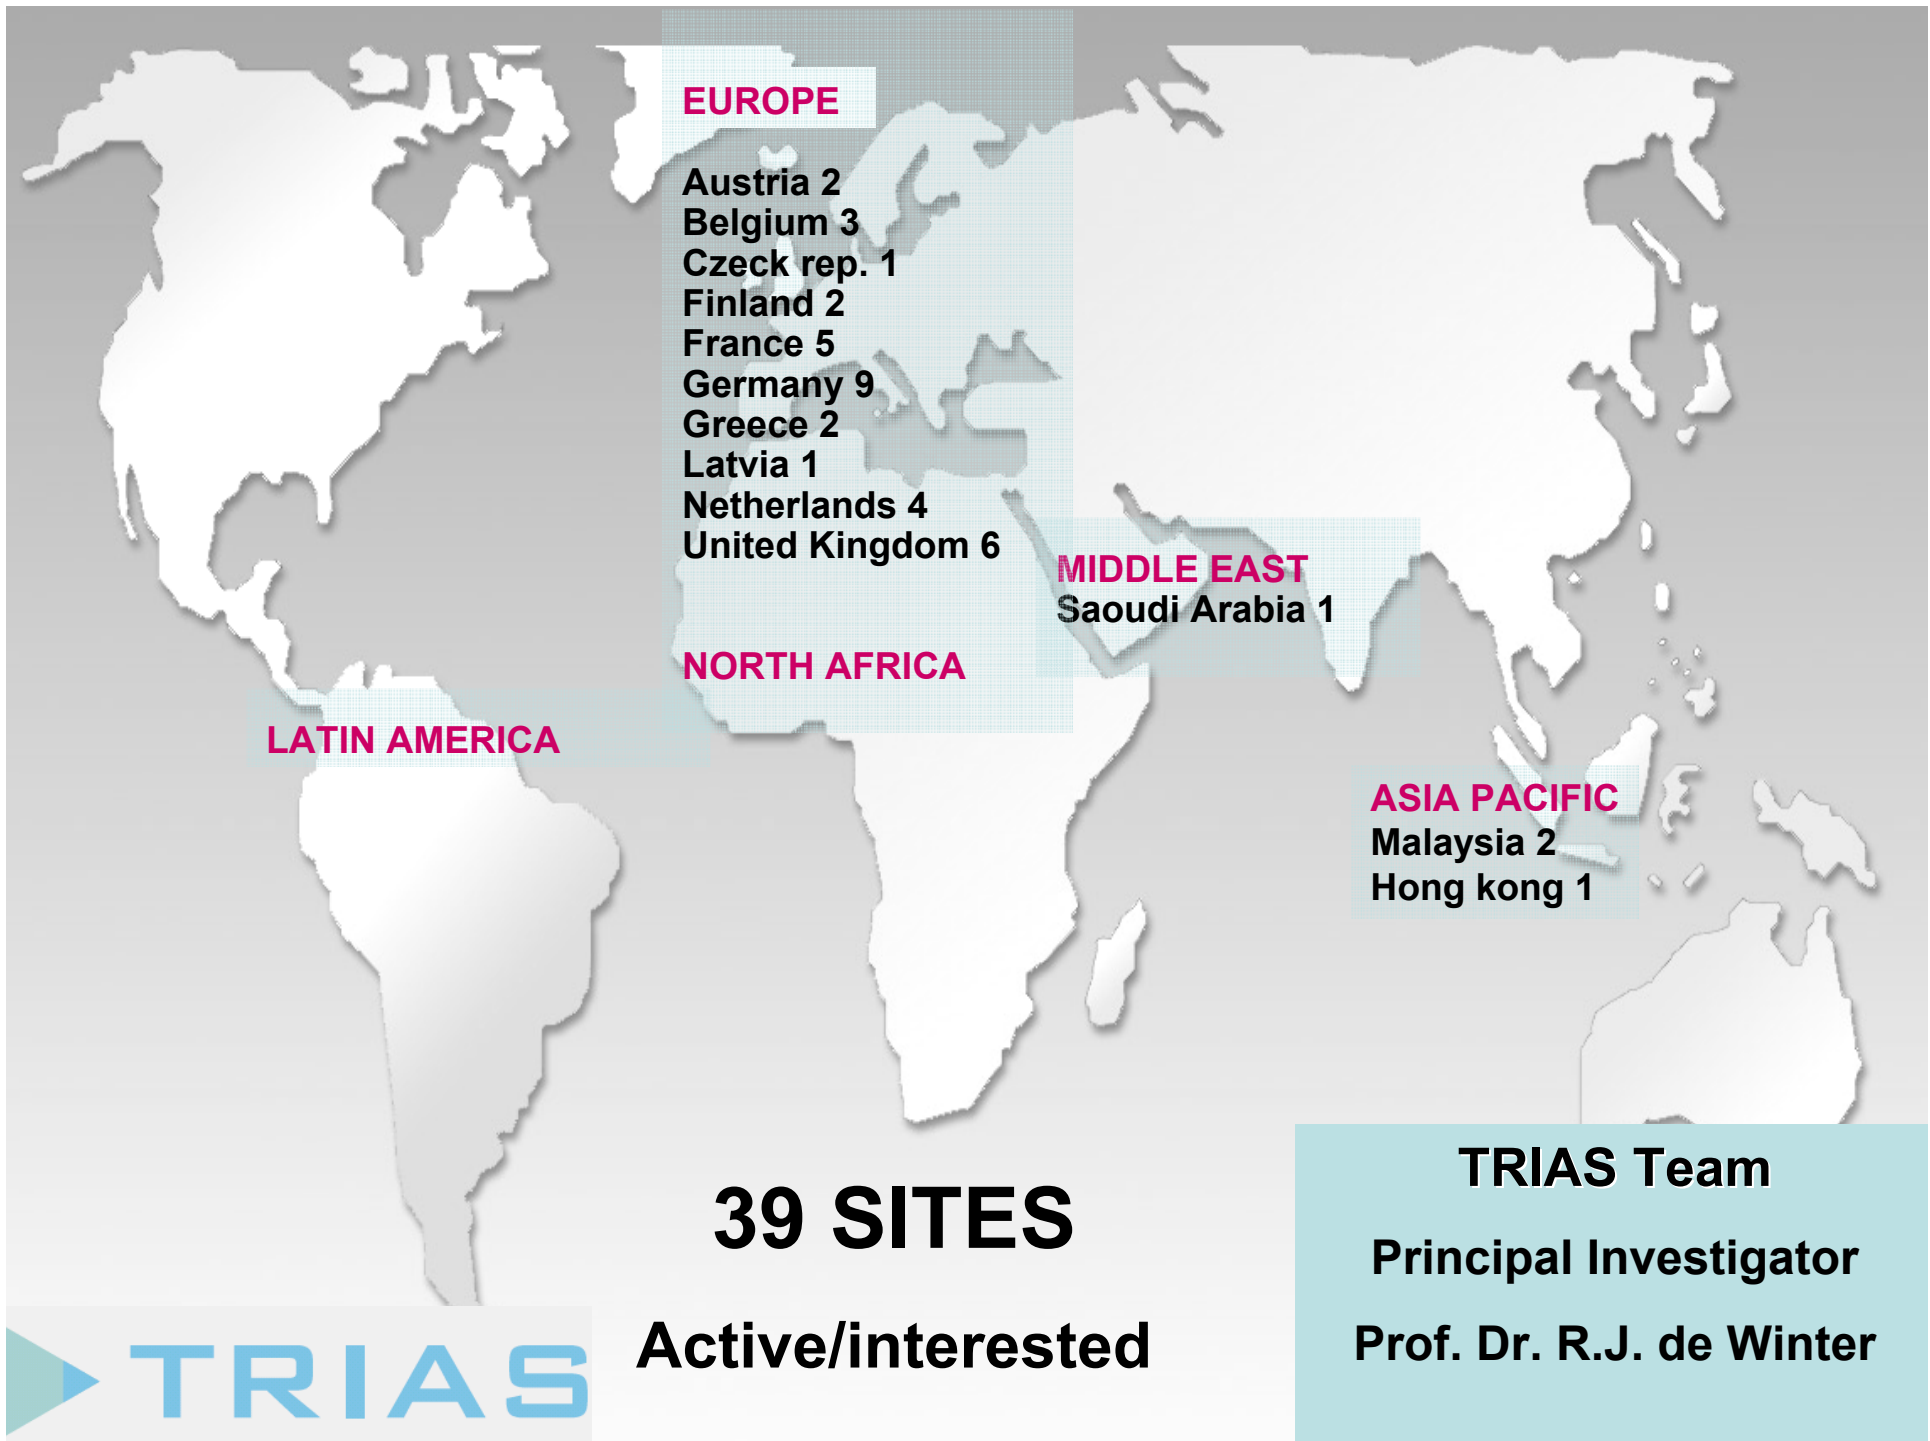 EUROPE
Austria 2
Belgium 3
Czeck rep. 1
Finland 2
France 5
Germany 9
Greece 2
Latvia 1
Netherlands 4
United Kingdom 6
NORTH AFRICA
MIDDLE EAST
Saoudi Arabia 1
LATIN AMERICA
ASIA PACIFIC
Malaysia 2
Hong kong 1
39 SITES
Active/interested
TRIAS Team
Principal Investigator
Prof. Dr. R.J. de Winter
TRIAS